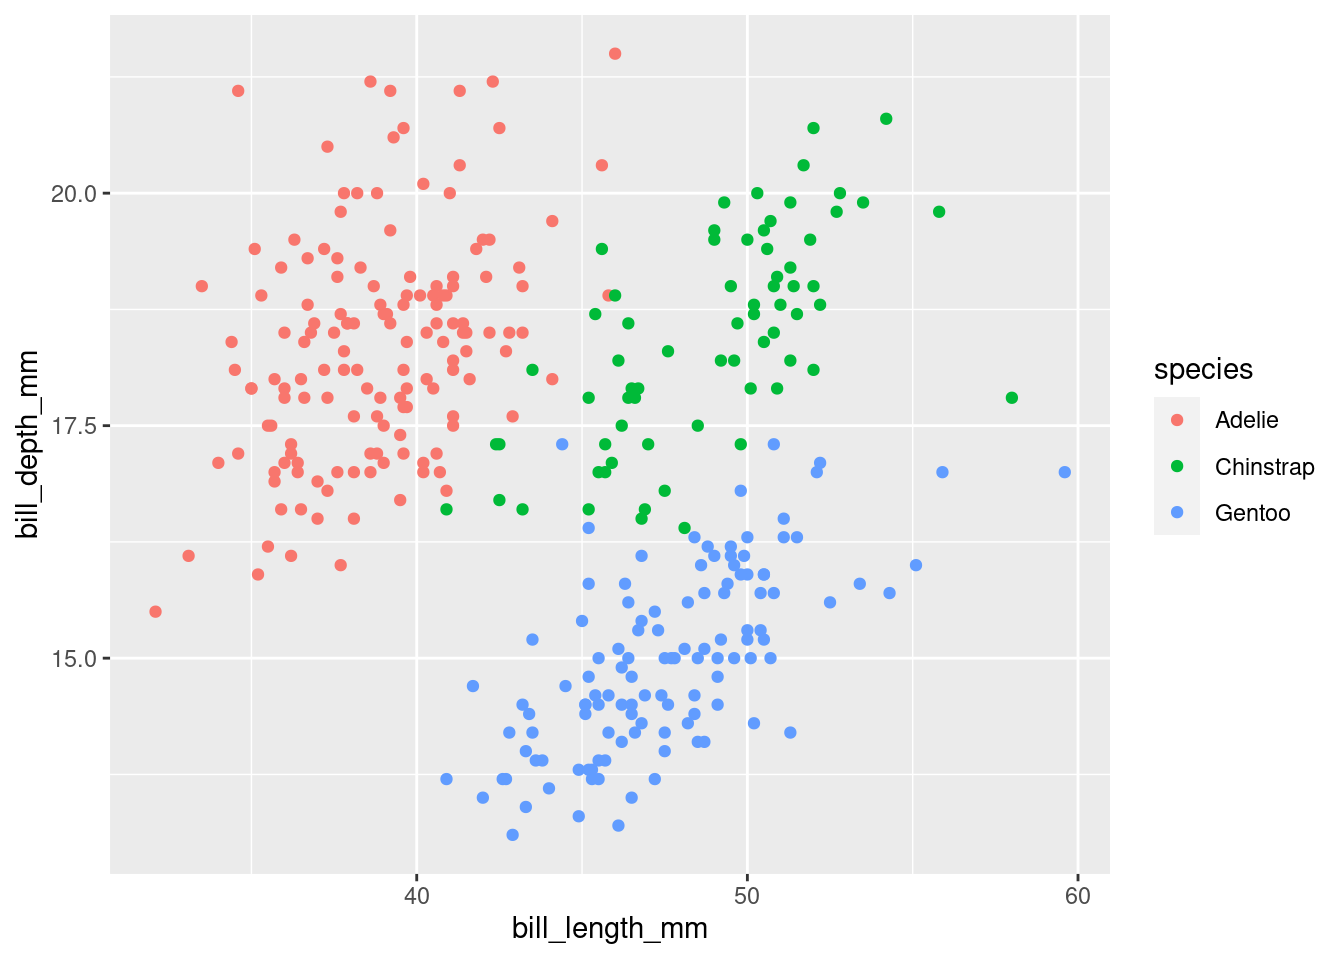 20.0
17.5
15.0
bill_depth_mm
40
50
60
bill_length_mm
species
Adelie
Chinstrap
Gentoo